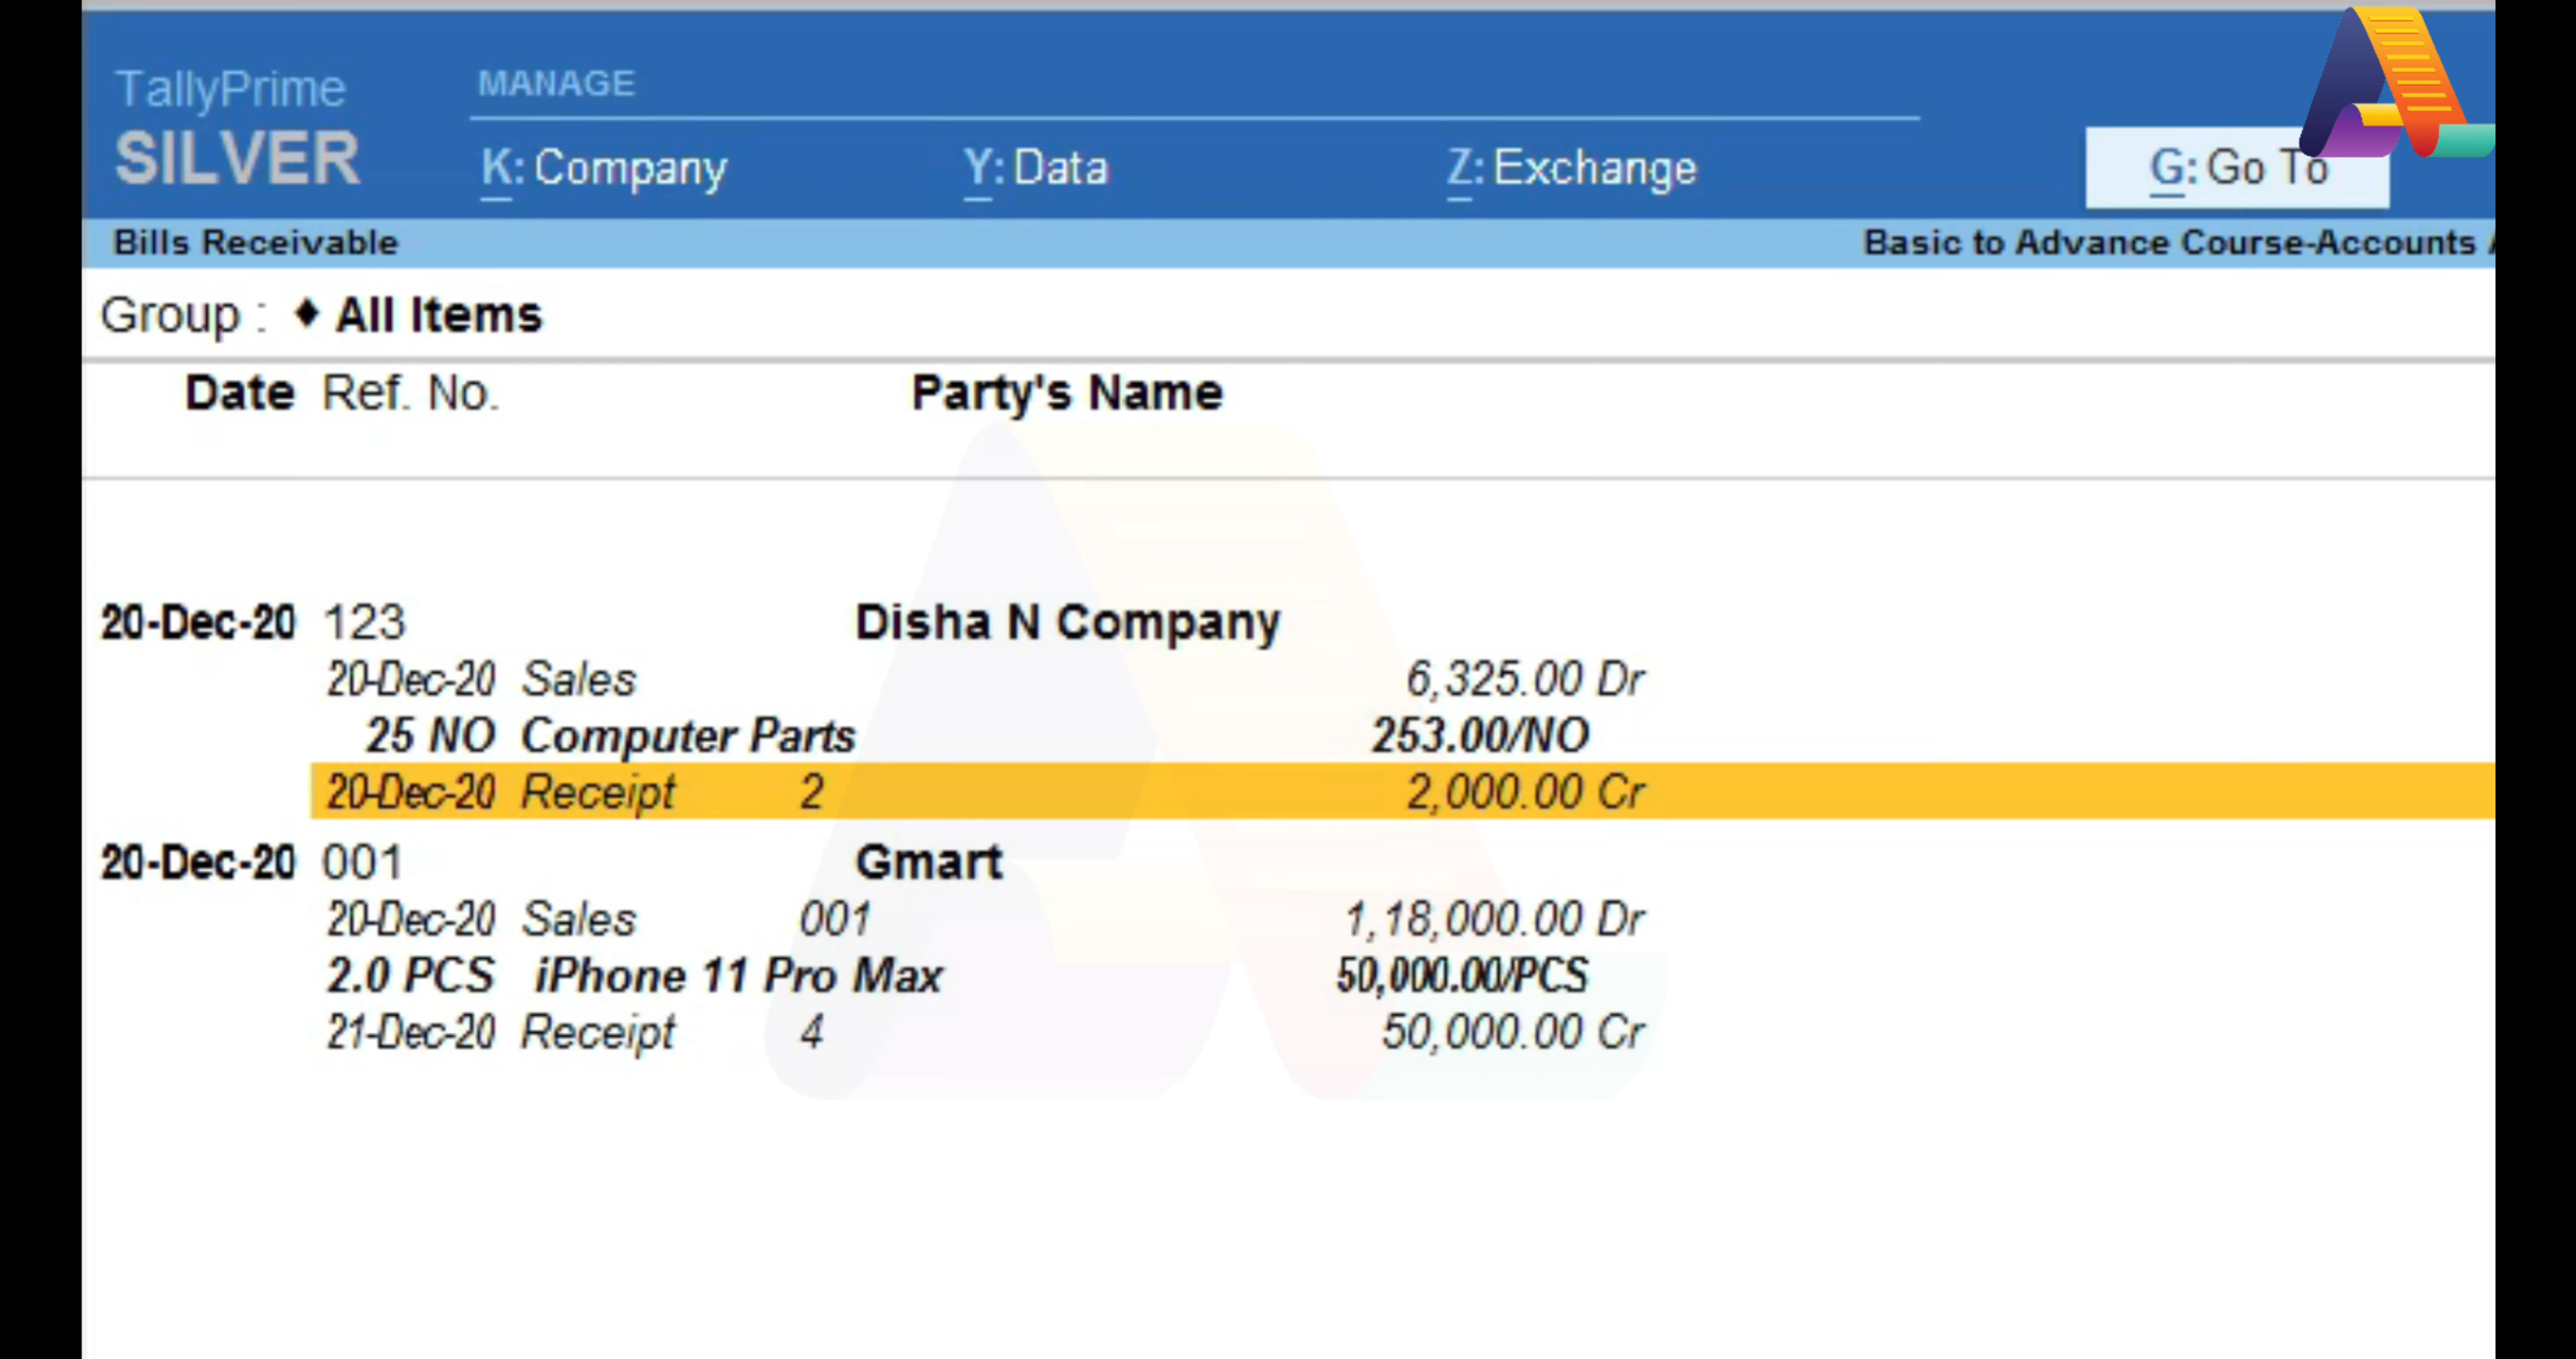 TallyPrime MANAGE
SILVER K: Company Y: Data Z: Exchange G: Go To
Bills Receivable Basic to Advance Course-Accounts
Group : ♦ All Items
Date Ref. No. Party's Name
20-Dec-20 123 Disha N Company
20-Dec-20 Sales 6,325.00 Dr
25 NO Computer Parts 253.00/NO
20-Dec-20 Receipt 2 2,000.00 Cr
20-Dec-20 001 Gmart
20-Dec-20 Sales 001 1,18,000.00 Dr
2.0 PCS iPhone 11 Pro Max 50,000.00/PCS
21-Dec-20 Receipt 4 50,000.00 Cr